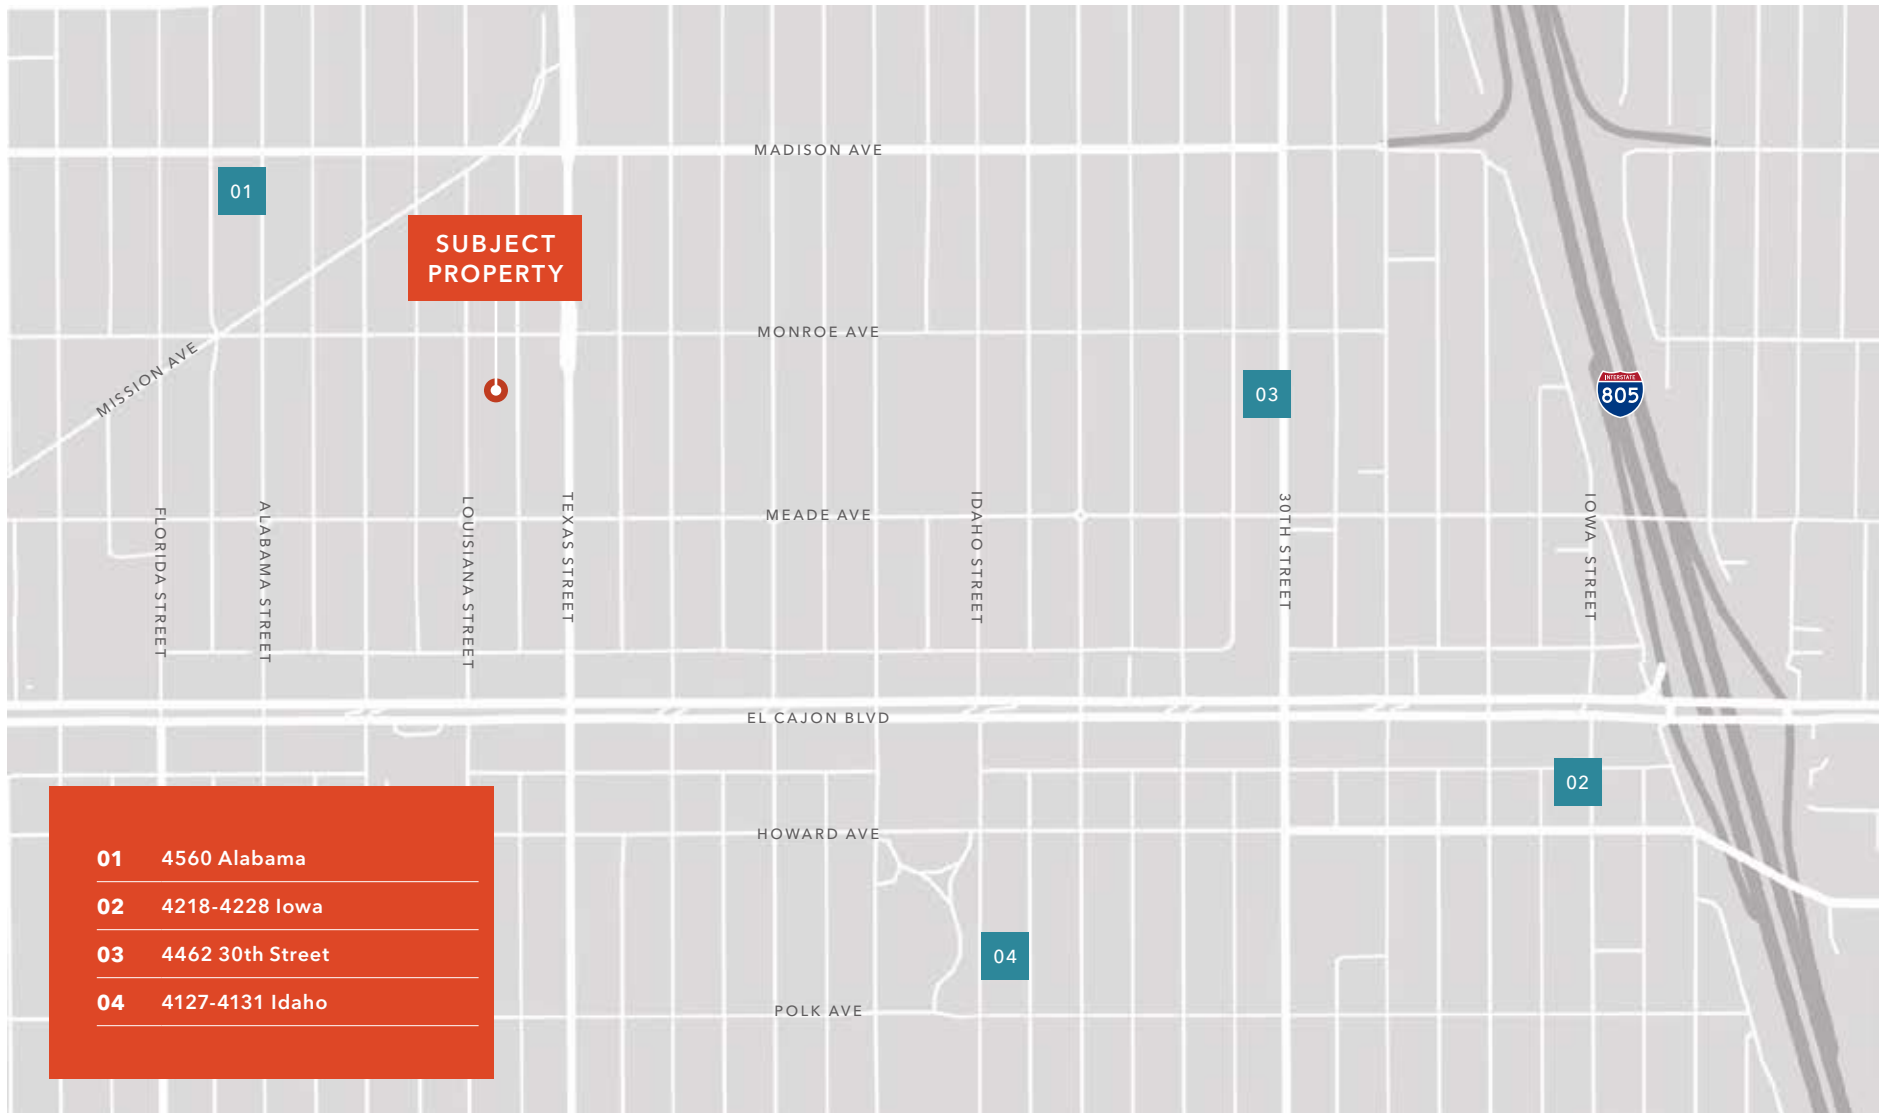 MADISON AVE
01
SUBJECT
PROPERTY
MONROE AVE
MISSION AVE
03
INTERSTATE
805
FLORIDA STREET
ALABAMA STREET
LOUISIANA STREET
TEXAS STREET
MEADE AVE
IDAHO STREET
30TH STREET
IOWA STREET
EL CAJON BLVD
02
HOWARD AVE
04
POLK AVE
01 4560 Alabama
02 4218-4228 Iowa
03 4462 30th Street
04 4127-4131 Idaho